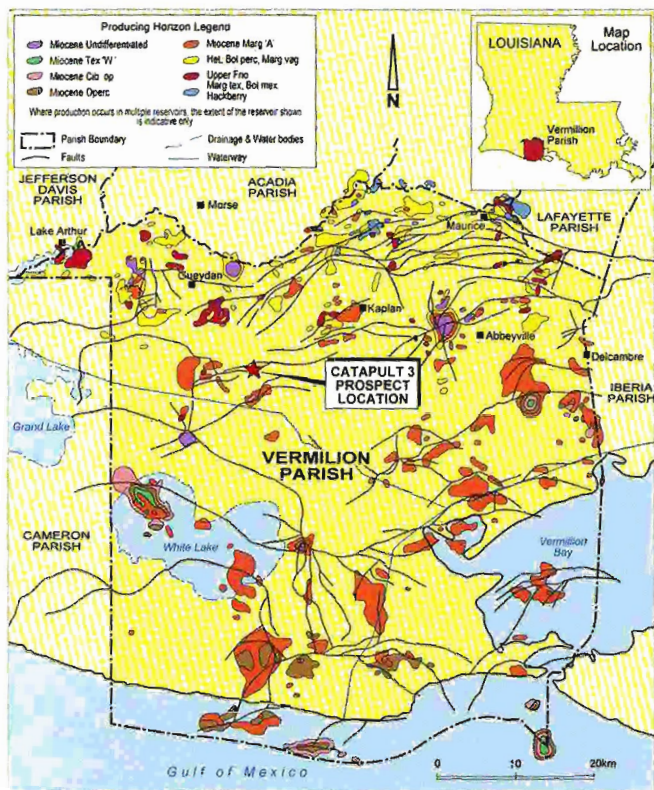 Producing Horizon Legend
Miocene Undifferentiated
Miocene Tex 'W'
Miocene Cib op
Miocene Operc
Miocene Marg 'A'
Het, Bol perc, Marg vag
Upper Frio
Marg tex, Bol mex
Hackberry
Where production occurs in multiple reservoirs, the extent of the reservoir shown
is indicative only
Parish Boundary
Faults
Drainage & Water bodies
Waterway
N
LOUISIANA
Map
Location
Vermillion
Parish
JEFFERSON
DAVIS
PARISH
ACADIA
PARISH
Morse
LAFAYETTE
PARISH
Lake Arthur
Maurice
Gueydan
Kaplan
Abbeyville
Delcambre
CATAPULT 3
PROSPECT
LOCATION
IBERIA
PARISH
Grand Lake
VERMILION
PARISH
CAMERON
PARISH
White Lake
Vermillion
Bay
Gulf of Mexico
0 10 20km